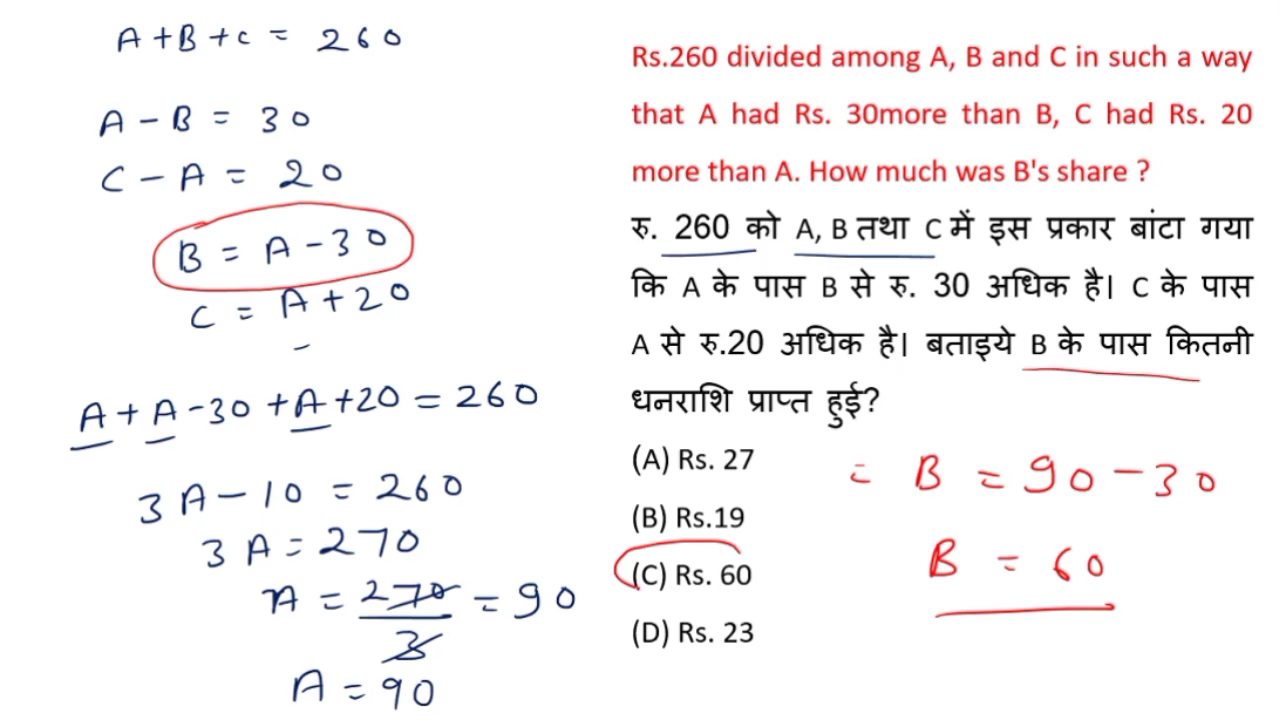 A + B + C = 260
A - B = 30
C - A = 20
B = A - 30
C = A + 20
A + A - 30 + A + 20 = 260
3A - 10 = 260
3A = 270
A = 270/3 = 90
A = 90
Rs.260 divided among A, B and C in such a way
that A had Rs. 30more than B, C had Rs. 20
more than A. How much was B's share ?
रु. 260 को A, B तथा C में इस प्रकार बांटा गया
कि A के पास B से रु. 30 अधिक है। C के पास
A से रु.20 अधिक है। बताइये B के पास कितनी
धनराशि प्राप्त हुई?
(A) Rs. 27
(B) Rs.19
(C) Rs. 60
(D) Rs. 23
= B = 90 - 30
B = 60